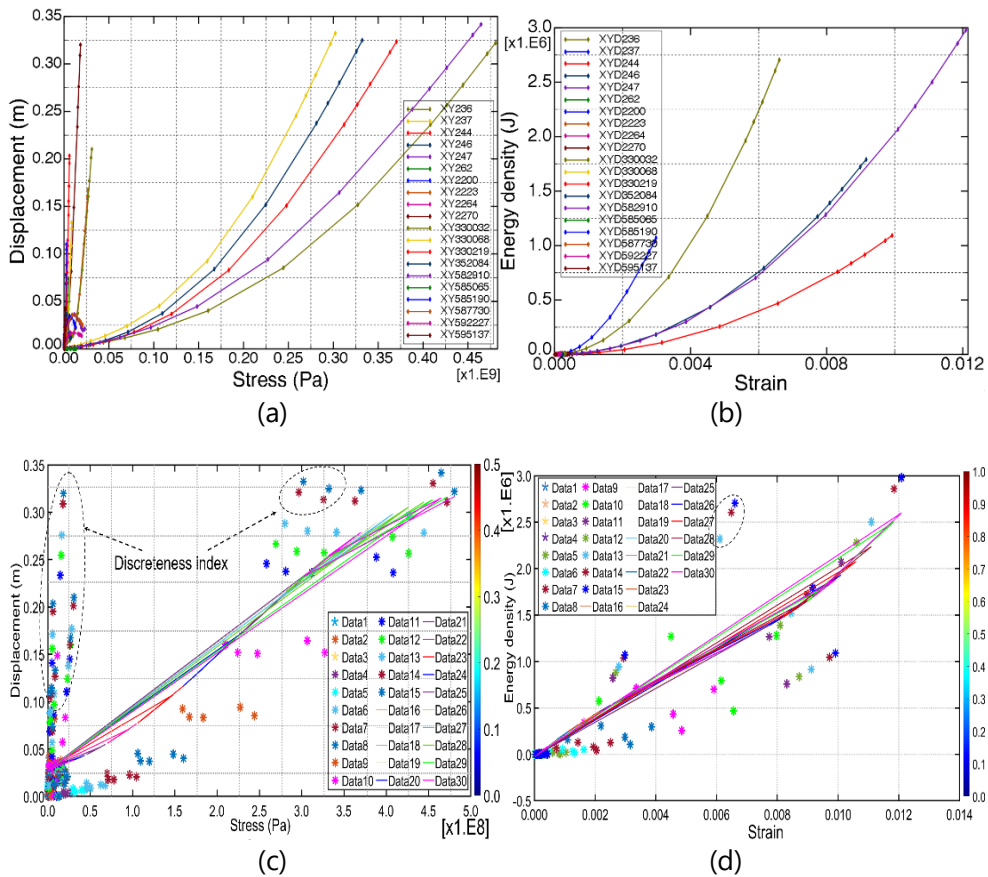 0.35
0.30
0.25
0.20
0.15
0.10
0.05
0.00
Displacement (m)
0.00 0.05 0.10 0.15 0.20 0.25 0.30 0.35 0.40 0.45
Stress (Pa)
[x1.E9]
XY236
XY237
XY244
XY246
XY247
XY262
XY2200
XY2223
XY2264
XY2270
XY330032
XY330068
XY330219
XY352084
XY582910
XY585065
XY585190
XY587730
XY592227
XY595137
(a)
3.0
[x1.E6]
2.5
2.0
1.5
1.0
0.5
0.0
Energy density (J)
0.000 0.004 0.006 0.008 0.010 0.012
Strain
XYD236
XYD237
XYD244
XYD246
XYD247
XYD262
XYD2200
XYD2223
XYD2264
XYD2270
XYD330032
XYD330068
XYD330219
XYD352084
XYD582910
XYD585065
XYD585190
XYD587730
XYD592227
XYD595137
(b)
0.35
0.30
0.25
0.20
0.15
0.10
0.05
0.00
Displacement (m)
Discreteness index
Data1 Data11 Data21
Data2 Data12 Data22
Data3 Data13 Data23
Data4 Data14 Data24
Data5 Data15 Data25
Data6 Data16 Data26
Data7 Data17 Data27
Data8 Data18 Data28
Data9 Data19 Data29
Data10 Data20 Data30
0.0 0.5 1.0 1.5 2.0 2.5 3.0 3.5 4.0 4.5 5.0
Stress (Pa)
[x1.E8]
0.5
0.4
0.3
0.2
0.1
0.0
(c)
3.0
[x1.E6]
2.5
2.0
1.5
1.0
0.5
0.0
-0.5
Energy density (J)
Data1 Data9 Data17 Data25
Data2 Data10 Data18 Data26
Data3 Data11 Data19 Data27
Data4 Data12 Data20 Data28
Data5 Data13 Data21 Data29
Data6 Data14 Data22 Data30
Data7 Data15 Data23
Data8 Data16 Data24
0.000 0.002 0.004 0.006 0.008 0.010 0.012 0.014
Strain
1.0
0.9
0.8
0.7
0.6
0.5
0.4
0.3
0.2
0.1
0.0
(d)